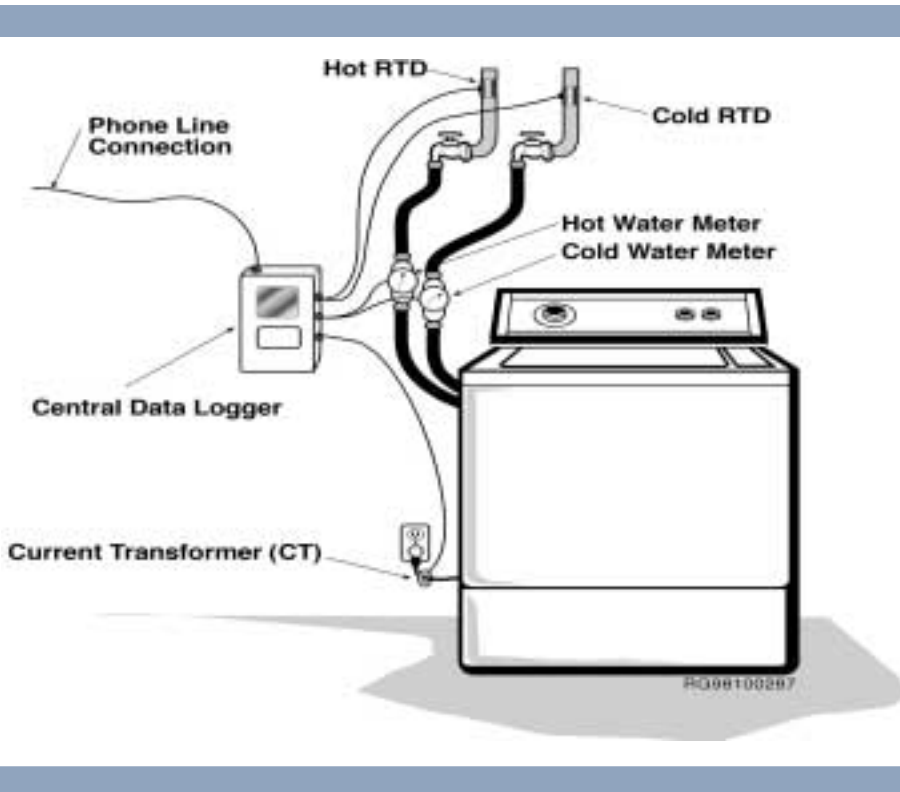 Hot RTD
Cold RTD
Phone Line
Connection
Hot Water Meter
Cold Water Meter
Central Data Logger
Current Transformer (CT)
RG98100287